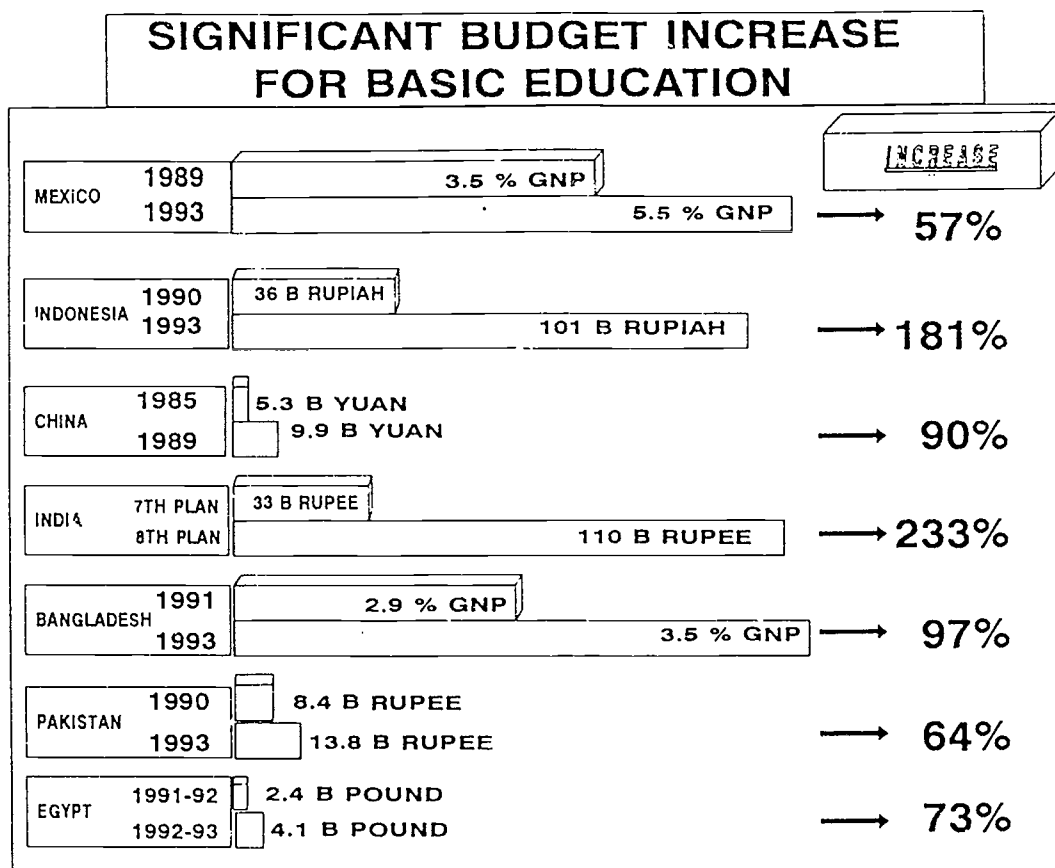 SIGNIFICANT BUDGET INCREASE
FOR BASIC EDUCATION
INCREASE
MEXICO 1989 3.5 % GNP
1993 5.5 % GNP 57%
INDONESIA 1990 36 B RUPIAH
1993 101 B RUPIAH 181%
CHINA 1985 5.3 B YUAN
1989 9.9 B YUAN 90%
INDIA 7TH PLAN 33 B RUPEE
8TH PLAN 110 B RUPEE 233%
BANGLADESH 1991 2.9 % GNP
1993 3.5 % GNP 97%
PAKISTAN 1990 8.4 B RUPEE
1993 13.8 B RUPEE 64%
EGYPT 1991-92 2.4 B POUND
1992-93 4.1 B POUND 73%